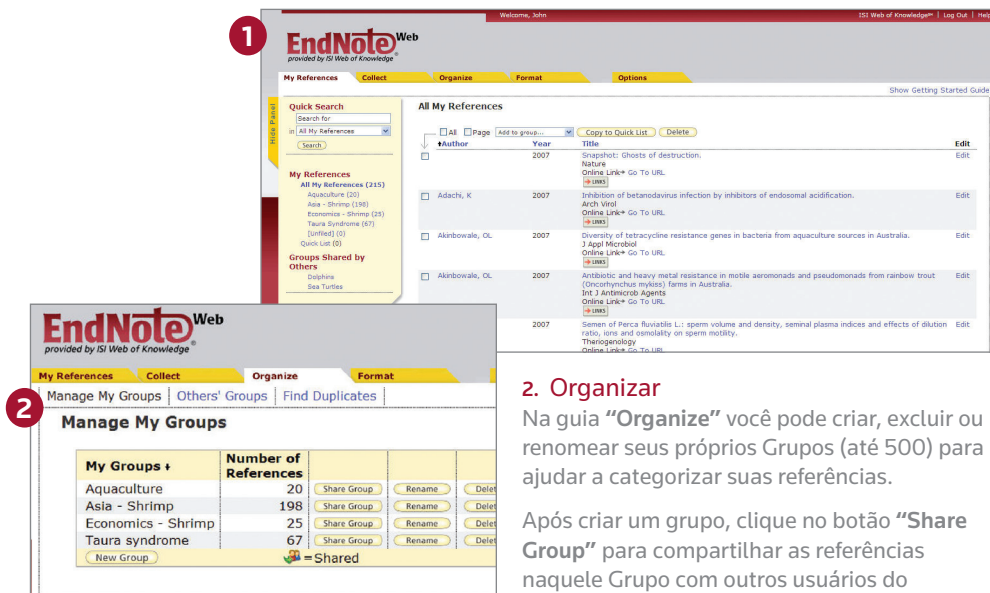 1
Welcome, John
ISI Web of Knowledge℠ | Log Out | Help
EndNote Web
provided by ISI Web of Knowledge
My References Collect Organize Format Options
Show Getting Started Guide
Hide Panel
Quick Search
Search for
in All My References
Search
My References
All My References (215)
Aquaculture (20)
Asia - Shrimp (198)
Economics - Shrimp (25)
Taura Syndrome (67)
[Unfiled] (0)
Quick List (0)
Groups Shared by
Others
Dolphins
Sea Turtles
All My References
All Page Add to group... Copy to Quick List Delete
Author Year Title Edit
2007 Snapshot: Ghosts of destruction. Edit
Nature
Online Link→ Go To URL
→ LINKS
Adachi, K 2007 Inhibition of betanodavirus infection by inhibitors of endosomal acidification. Edit
Arch Virol
Online Link→ Go To URL
→ LINKS
Akinbowale, OL 2007 Diversity of tetracycline resistance genes in bacteria from aquaculture sources in Australia. Edit
J Appl Microbiol
Online Link→ Go To URL
→ LINKS
Akinbowale, OL 2007 Antibiotic and heavy metal resistance in motile aeromonads and pseudomonads from rainbow trout Edit
(Oncorhynchus mykiss) farms in Australia.
Int J Antimicrob Agents
Online Link→ Go To URL
→ LINKS
2007 Semen of Perca fluviatilis L.: sperm volume and density, seminal plasma indices and effects of dilution Edit
ratio, ions and osmolality on sperm motility.
Theriogenology
Online Link→ Go To URL
2
EndNote Web
provided by ISI Web of Knowledge
My References Collect Organize Format
Manage My Groups | Others' Groups | Find Duplicates |
Manage My Groups
My Groups Number of
References
Aquaculture 20 Share Group Rename Delet
Asia - Shrimp 198 Share Group Rename Delet
Economics - Shrimp 25 Share Group Rename Delet
Taura syndrome 67 Share Group Rename Delet
New Group =Shared
2. Organizar
Na guia “Organize” você pode criar, excluir ou
renomear seus próprios Grupos (até 500) para
ajudar a categorizar suas referências.
Após criar um grupo, clique no botão “Share
Group” para compartilhar as referências
naquele Grupo com outros usuários do